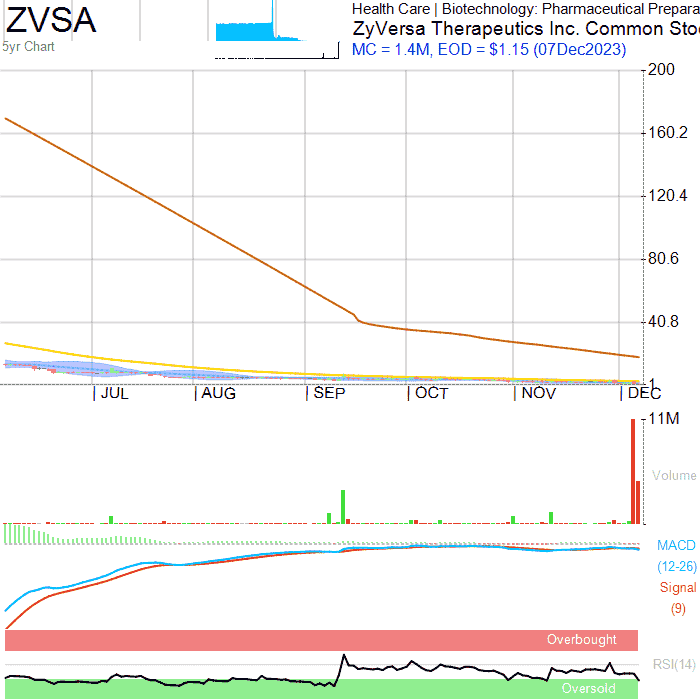 ZVSA
5yr Chart
Health Care | Biotechnology: Pharmaceutical Prepara
ZyVersa Therapeutics Inc. Common Sto
MC = 1.4M, EOD = $1.15 (07Dec2023)
200
160.2
120.4
80.6
40.8
1
JUL AUG SEP OCT NOV DEC
11M
Volume
MACD
(12-26)
Signal
(9)
Overbought
RSI(14)
Oversold